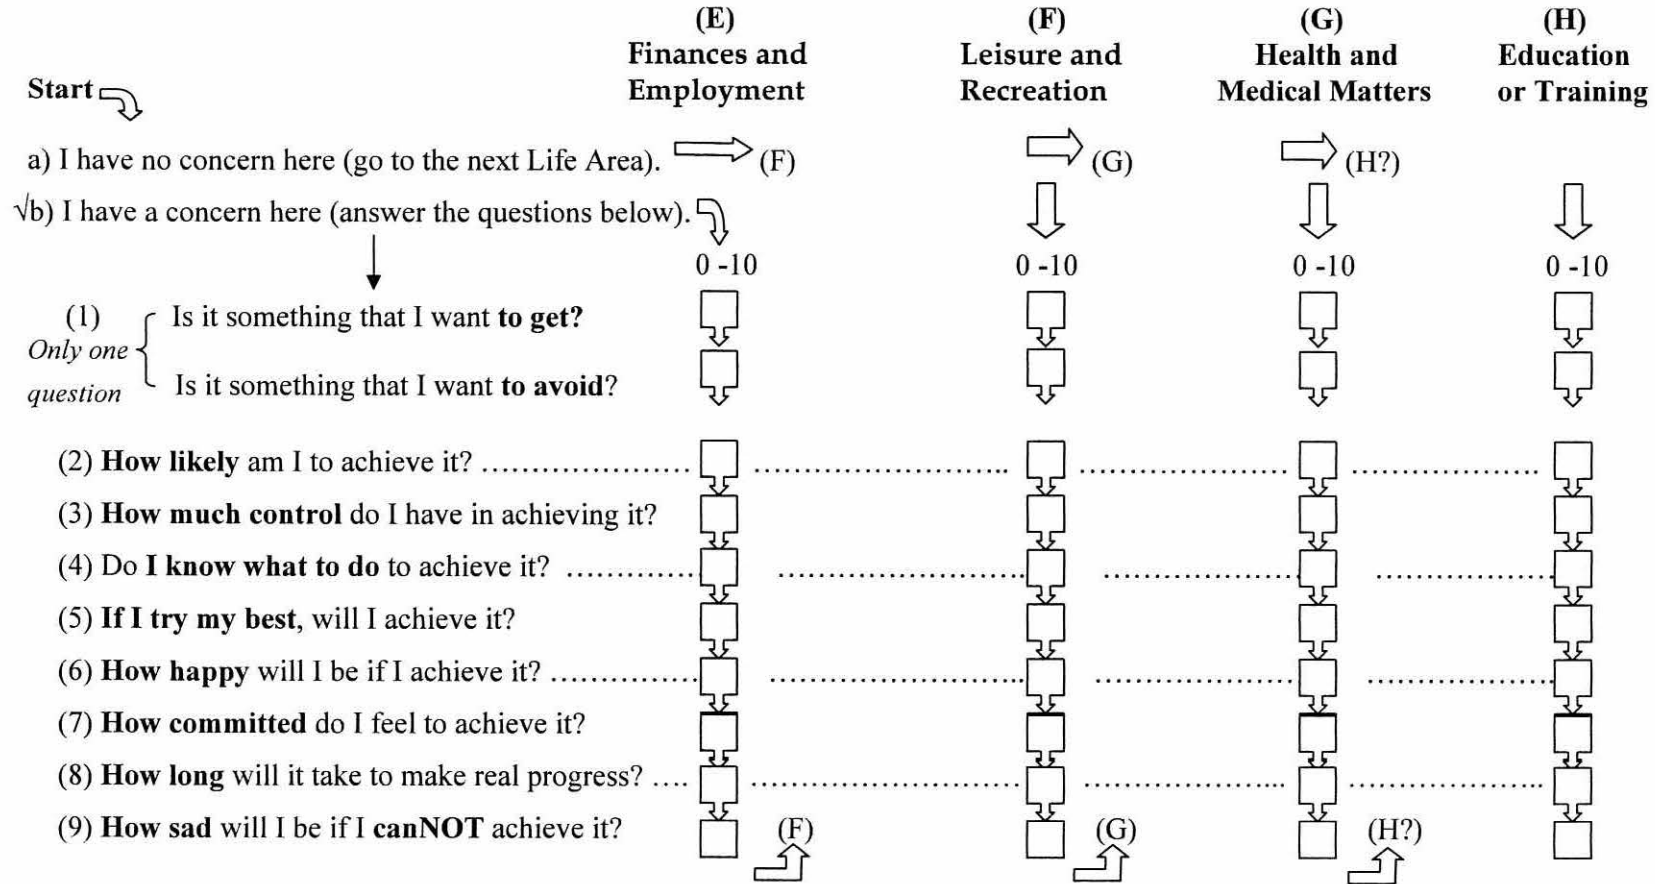 (E) (F) (G) (H)
Finances and Leisure and Health and Education
Start Employment Recreation Medical Matters or Training
a) I have no concern here (go to the next Life Area). (F) (G) (H?)
√b) I have a concern here (answer the questions below).
0 -10 0 -10 0 -10 0 -10
(1) Is it something that I want to get?
Only one
question Is it something that I want to avoid?
(2) How likely am I to achieve it? ..............................
(3) How much control do I have in achieving it?
(4) Do I know what to do to achieve it? ..................
(5) If I try my best, will I achieve it?
(6) How happy will I be if I achieve it? ...................
(7) How committed do I feel to achieve it?
(8) How long will it take to make real progress? ....
(9) How sad will I be if I canNOT achieve it? (F) (G) (H?)